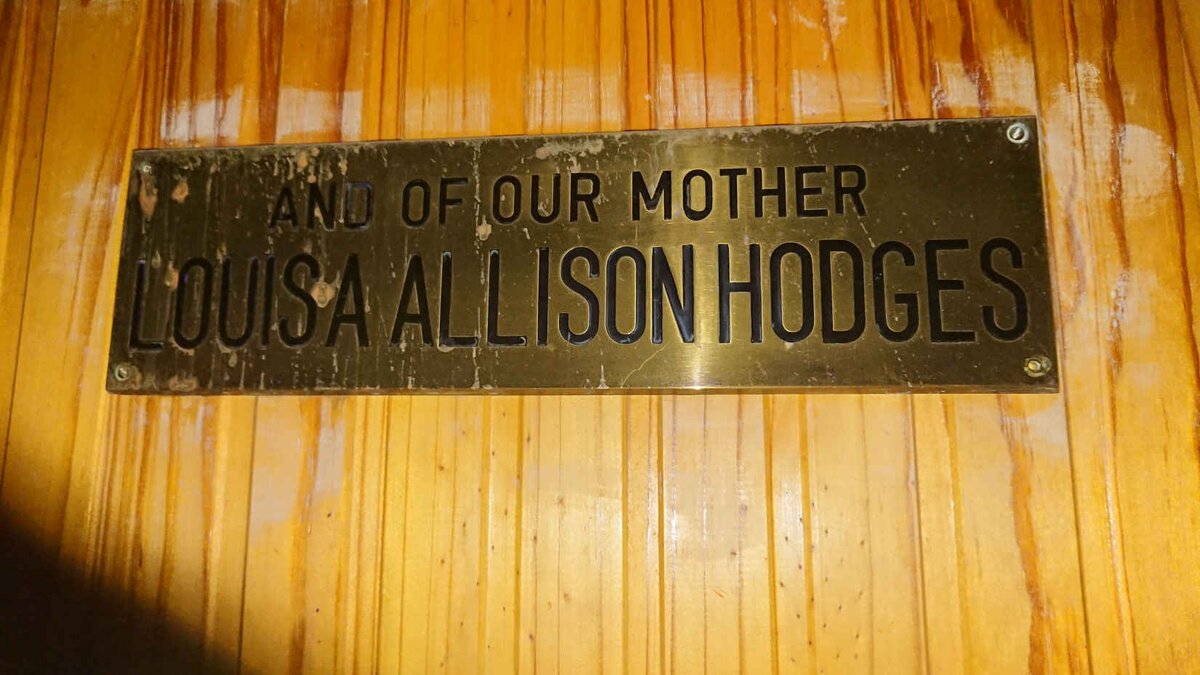 AND OF OUR MOTHER
LOUISA ALLISON HODGES